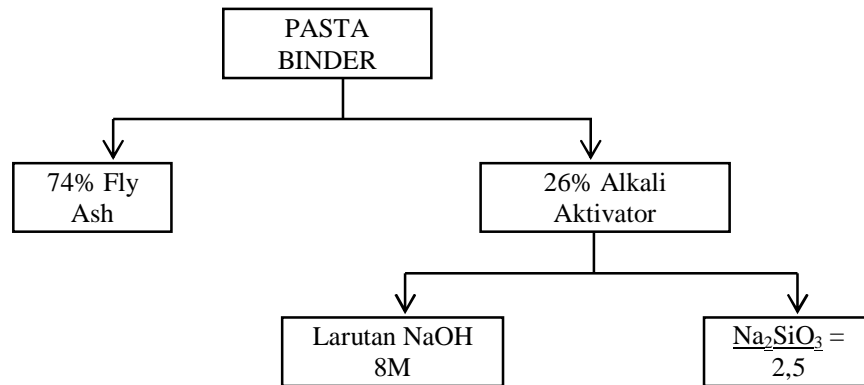 PASTA
BINDER
74% Fly
Ash
26% Alkali
Aktivator
Larutan NaOH
8M
Na₂SiO₃ =
2,5